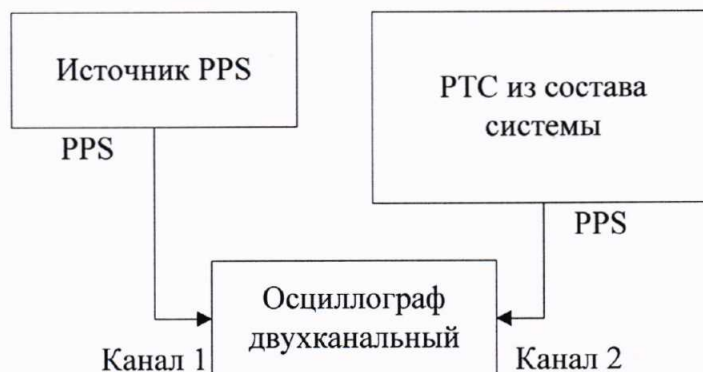 Источник PPS
РТС из состава
системы
PPS
PPS
Осциллограф
двухканальный
Канал 1
Канал 2